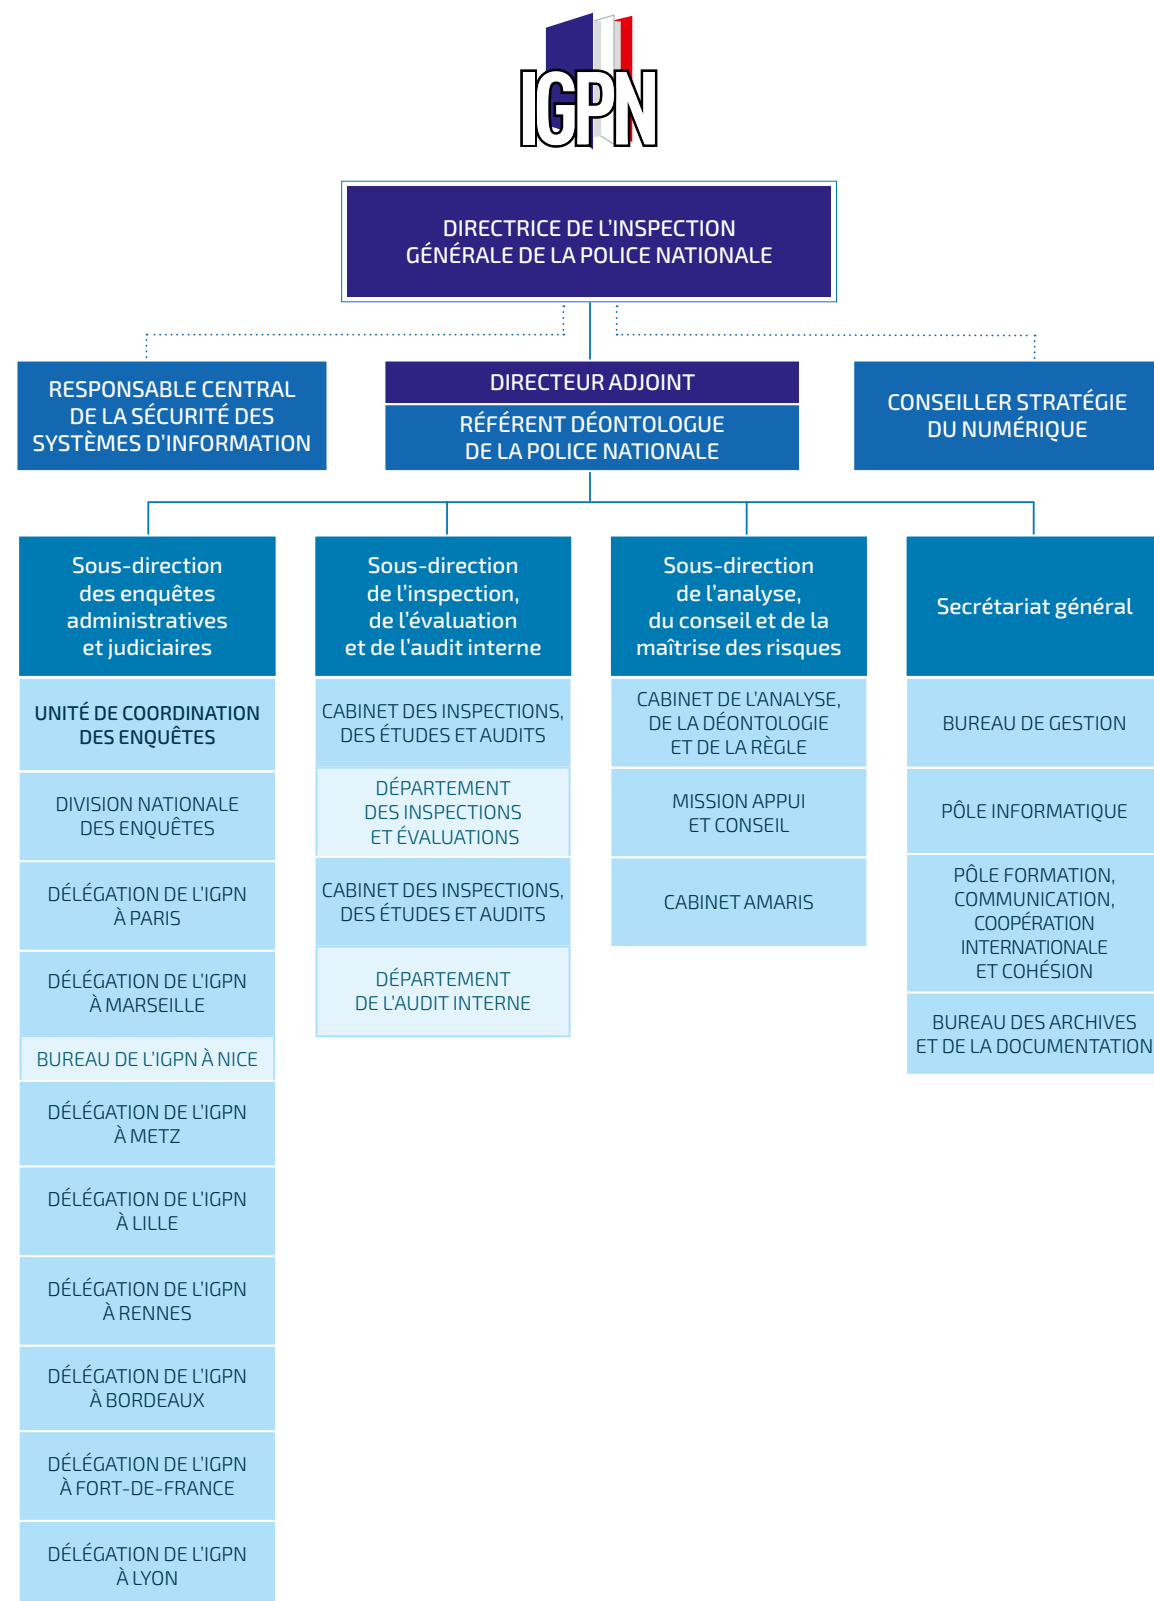 IGPN
DIRECTRICE DE L'INSPECTION
GÉNÉRALE DE LA POLICE NATIONALE
RESPONSABLE CENTRAL
DE LA SÉCURITÉ DES
SYSTÈMES D'INFORMATION
DIRECTEUR ADJOINT
RÉFÉRENT DÉONTOLOGUE
DE LA POLICE NATIONALE
CONSEILLER STRATÉGIE
DU NUMÉRIQUE
Sous-direction
des enquêtes
administratives
et judiciaires
UNITÉ DE COORDINATION
DES ENQUÊTES
DIVISION NATIONALE
DES ENQUÊTES
DÉLÉGATION DE L'IGPN
À PARIS
DÉLÉGATION DE L'IGPN
À MARSEILLE
BUREAU DE L'IGPN À NICE
DÉLÉGATION DE L'IGPN
À METZ
DÉLÉGATION DE L'IGPN
À LILLE
DÉLÉGATION DE L'IGPN
À RENNES
DÉLÉGATION DE L'IGPN
À BORDEAUX
DÉLÉGATION DE L'IGPN
À FORT-DE-FRANCE
DÉLÉGATION DE L'IGPN
À LYON
Sous-direction
de l'inspection,
de l'évaluation
et de l'audit interne
CABINET DES INSPECTIONS,
DES ÉTUDES ET AUDITS
DÉPARTEMENT
DES INSPECTIONS
ET ÉVALUATIONS
CABINET DES INSPECTIONS,
DES ÉTUDES ET AUDITS
DÉPARTEMENT
DE L'AUDIT INTERNE
Sous-direction
de l'analyse,
du conseil et de la
maîtrise des risques
CABINET DE L'ANALYSE,
DE LA DÉONTOLOGIE
ET DE LA RÈGLE
MISSION APPUI
ET CONSEIL
CABINET AMARIS
Secrétariat général
BUREAU DE GESTION
PÔLE INFORMATIQUE
PÔLE FORMATION,
COMMUNICATION,
COOPÉRATION
INTERNATIONALE
ET COHÉSION
BUREAU DES ARCHIVES
ET DE LA DOCUMENTATION